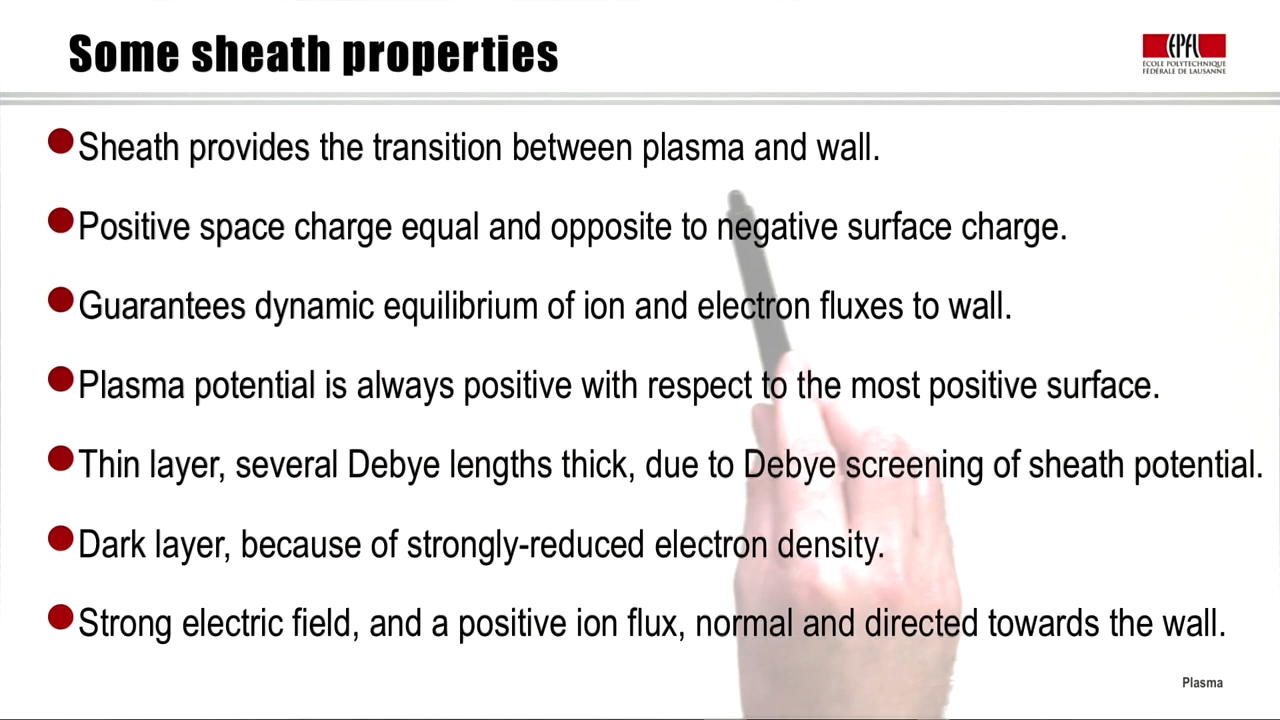 Some sheath properties
EPFL
ÉCOLE POLYTECHNIQUE
FÉDÉRALE DE LAUSANNE
Sheath provides the transition between plasma and wall.
Positive space charge equal and opposite to negative surface charge.
Guarantees dynamic equilibrium of ion and electron fluxes to wall.
Plasma potential is always positive with respect to the most positive surface.
Thin layer, several Debye lengths thick, due to Debye screening of sheath potential.
Dark layer, because of strongly-reduced electron density.
Strong electric field, and a positive ion flux, normal and directed towards the wall.
Plasma